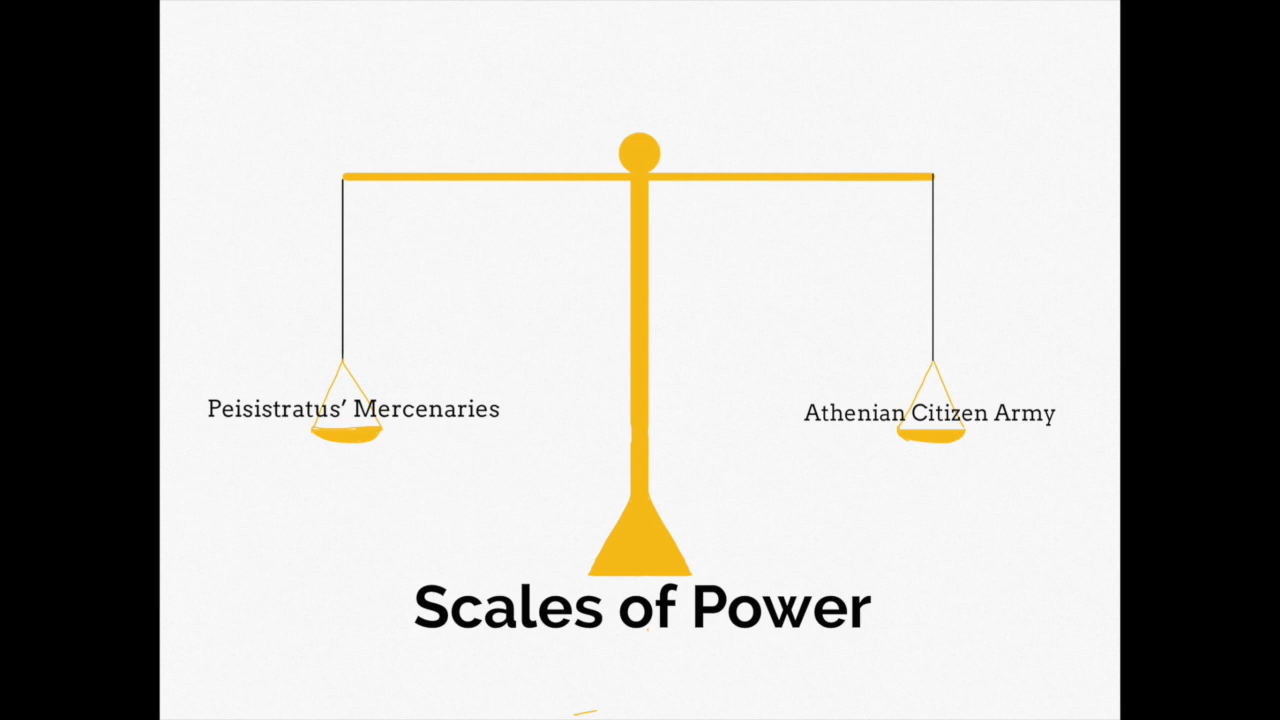 Peisistratus’ Mercenaries
Athenian Citizen Army
Scales of Power